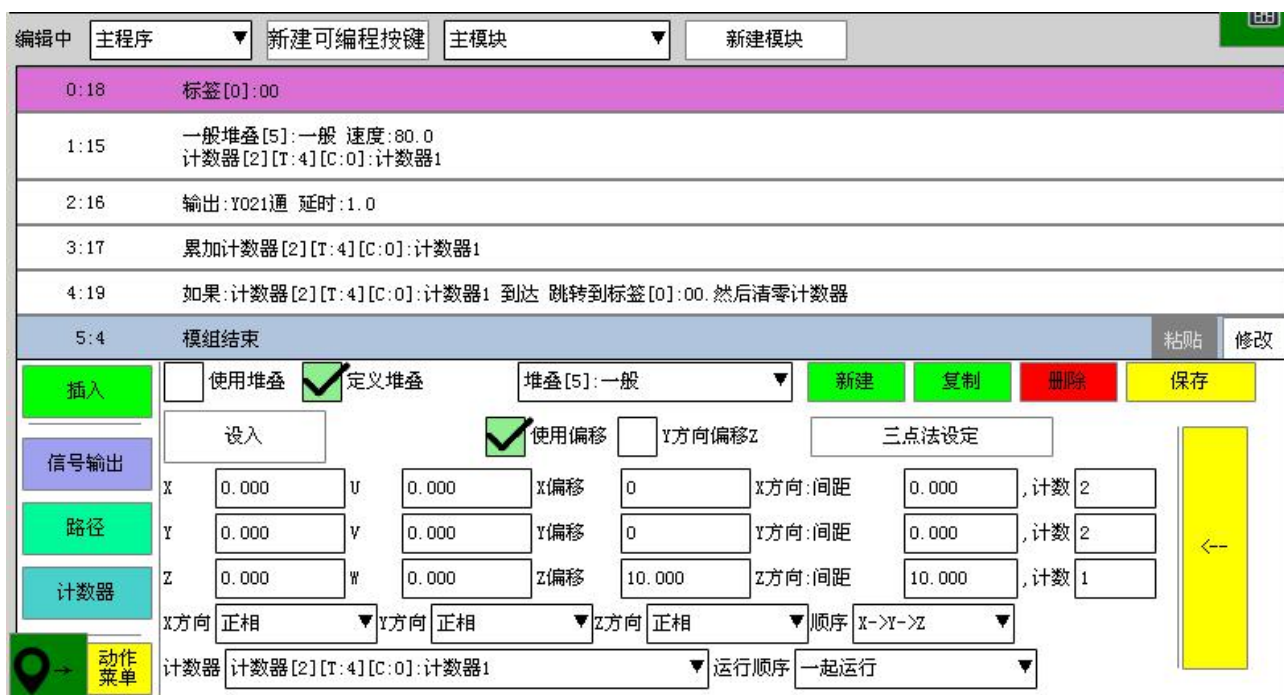 编辑中 主程序 ▼ 新建可编程按键 主模块 ▼ 新建模块
0:18 标签[0]:00
1:15 一般堆叠[5]:一般 速度:80.0
计数器[2][T:4][C:0]:计数器1
2:16 输出:Y021通 延时:1.0
3:17 累加计数器[2][T:4][C:0]:计数器1
4:19 如果:计数器[2][T:4][C:0]:计数器1 到达 跳转到标签[0]:00.然后清零计数器
5:4 模组结束 粘贴 修改
插入 使用堆叠 定义堆叠 堆叠[5]:一般 ▼ 新建 复制 删除 保存
设入 使用偏移 Y方向偏移Z 三点法设定
信号输出
X 0.000 U 0.000 X偏移 0 X方向:间距 0.000 ,计数 2
路径 Y 0.000 V 0.000 Y偏移 0 Y方向:间距 0.000 ,计数 2 <--
计数器 Z 0.000 W 0.000 Z偏移 10.000 Z方向:间距 10.000 ,计数 1
X方向 正相 ▼ Y方向 正相 ▼ Z方向 正相 ▼ 顺序 X->Y->Z ▼
动作
菜单
计数器 计数器[2][T:4][C:0]:计数器1 ▼ 运行顺序 一起运行 ▼